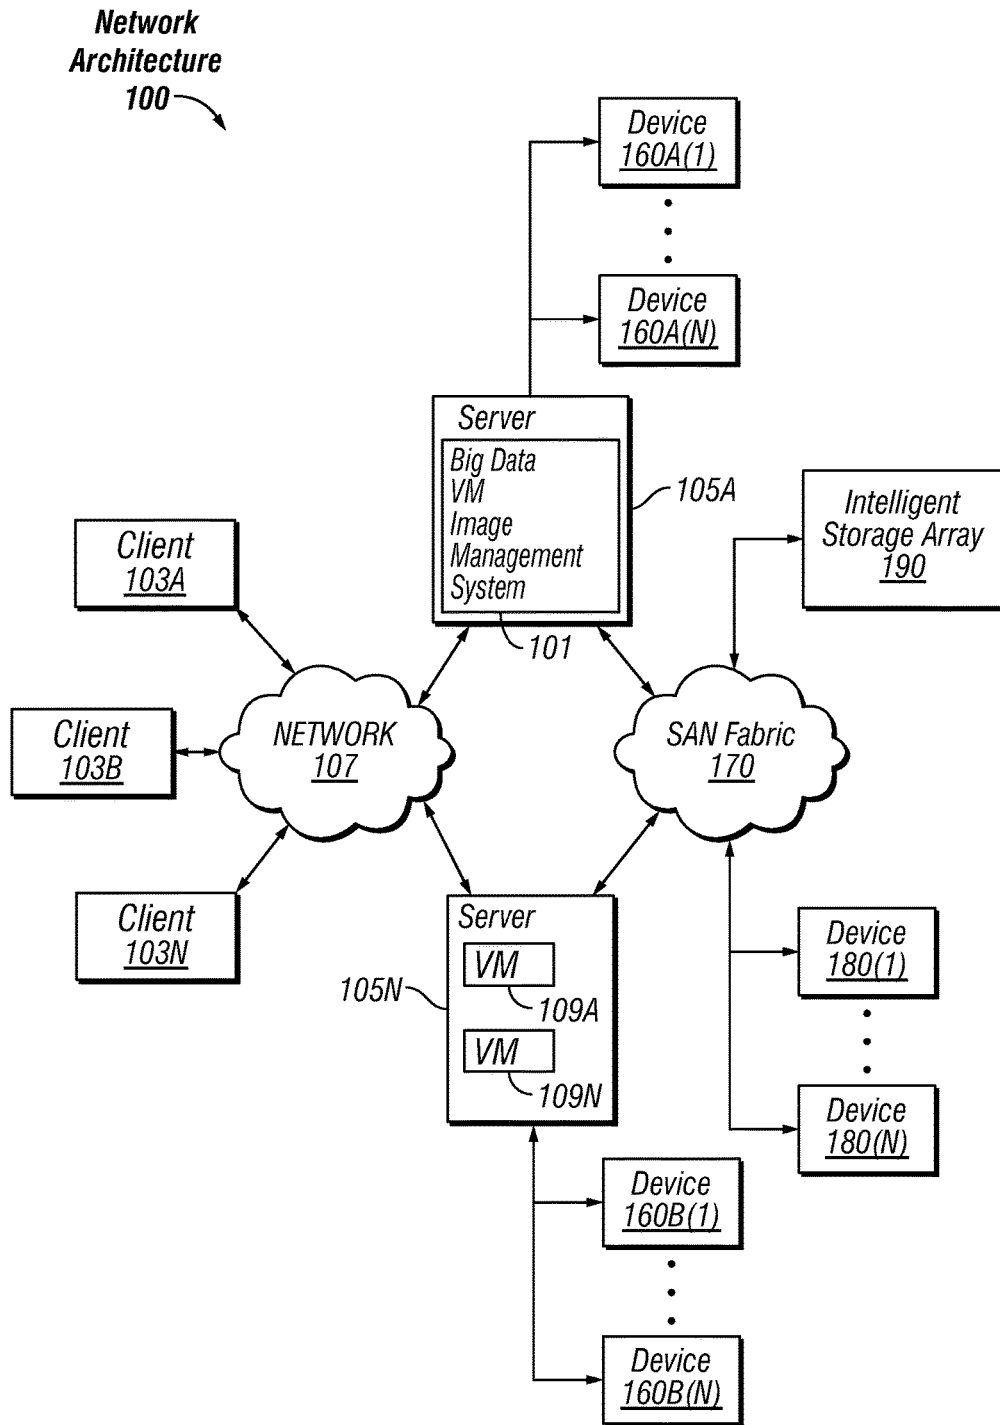 Network
Architecture
100
Device
160A(1)
Device
160A(N)
Server
Big Data
VM
Image
Management
System
105A
101
Intelligent
Storage Array
190
Client
103A
Client
103B
Client
103N
NETWORK
107
SAN Fabric
170
Server
VM
109A
VM
109N
105N
Device
180(1)
Device
180(N)
Device
160B(1)
Device
160B(N)